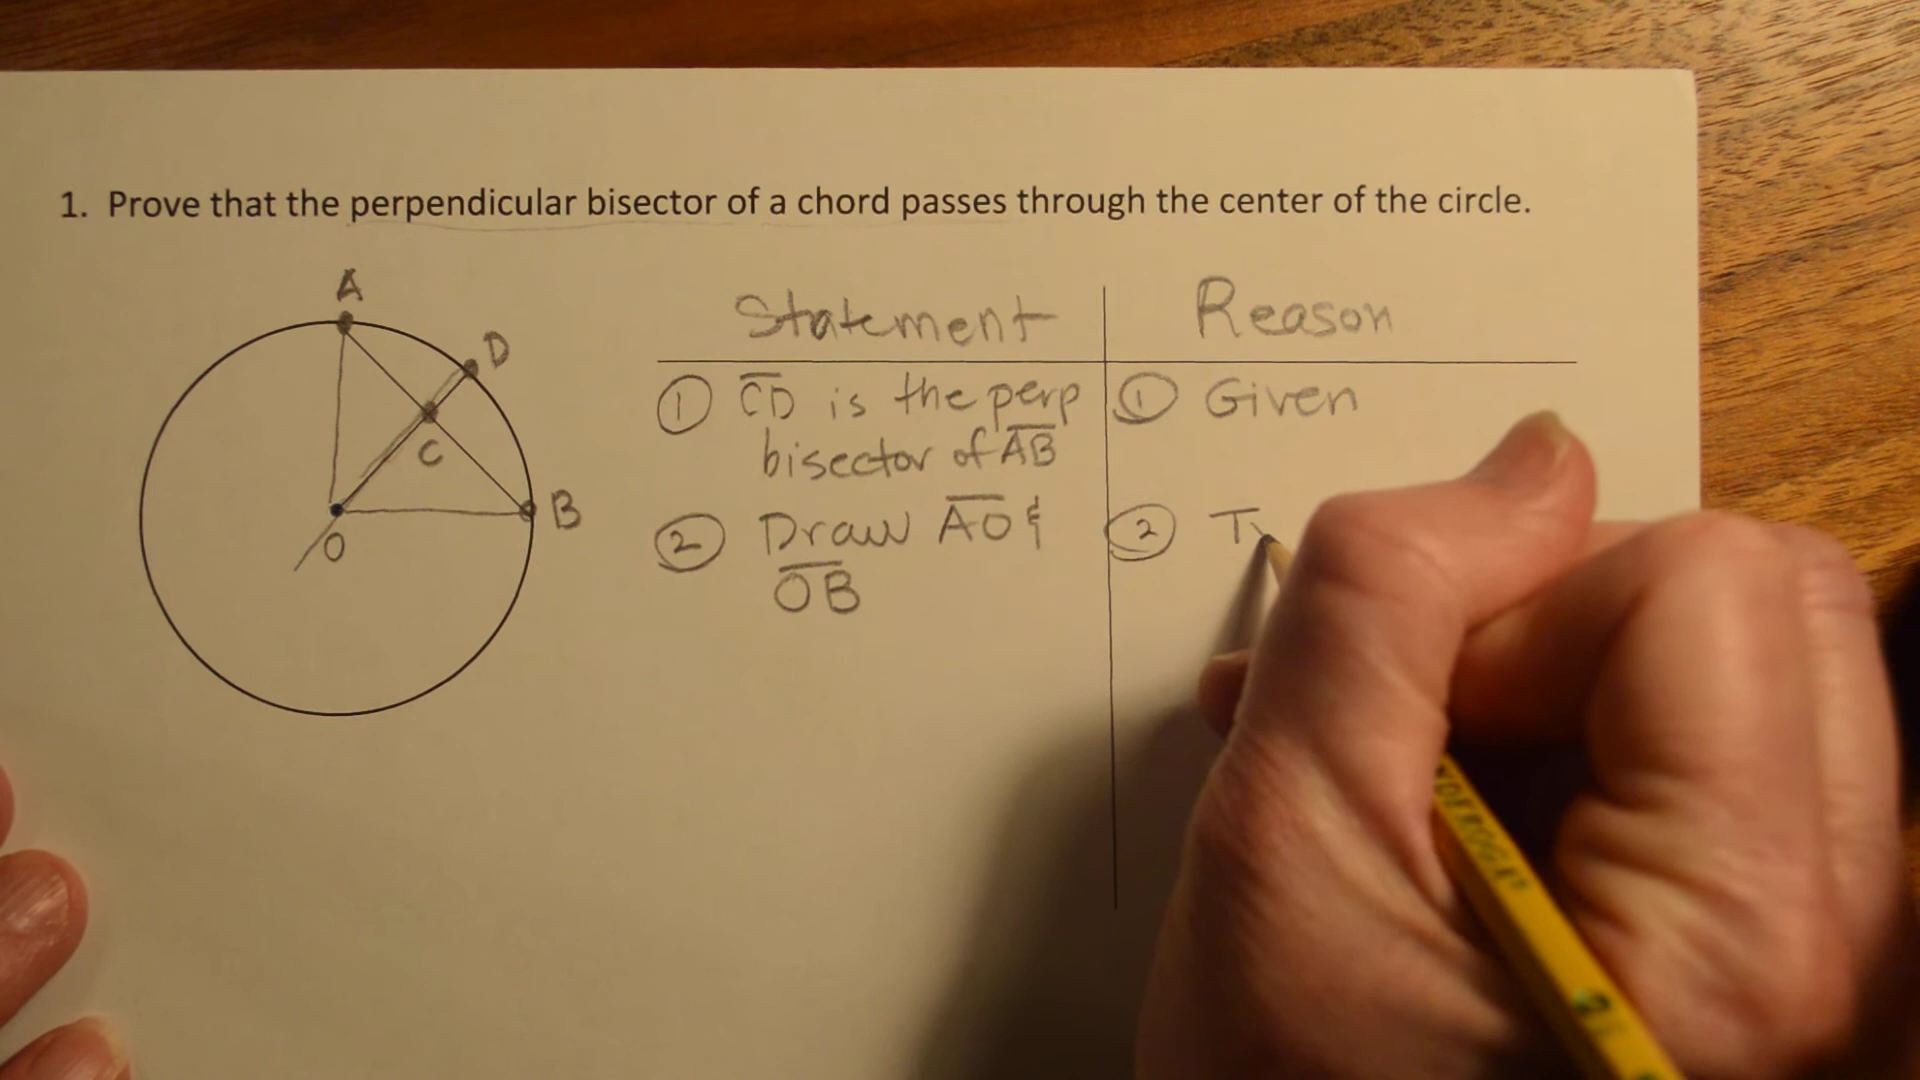 1. Prove that the perpendicular bisector of a chord passes through the center of the circle.
A
D
C
B
O
Statement Reason
① CD is the perp ① Given
bisector of AB
② Draw AO & ② T
OB